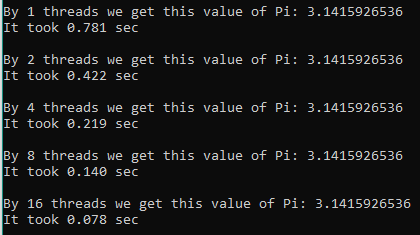 By 1 threads we get this value of Pi: 3.1415926536
It took 0.781 sec
By 2 threads we get this value of Pi: 3.1415926536
It took 0.422 sec
By 4 threads we get this value of Pi: 3.1415926536
It took 0.219 sec
By 8 threads we get this value of Pi: 3.1415926536
It took 0.140 sec
By 16 threads we get this value of Pi: 3.1415926536
It took 0.078 sec